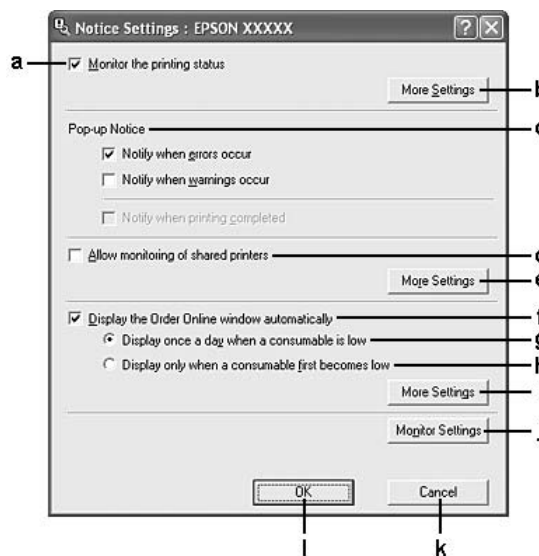 Notice Settings : EPSON XXXXX
a
Monitor the printing status
More Settings
Pop-up Notice
Notify when errors occur
Notify when warnings occur
Notify when printing completed
Allow monitoring of shared printers
More Settings
Display the Order Online window automatically
Display once a day when a consumable is low
Display only when a consumable first becomes low
More Settings
Monitor Settings
OK
Cancel
l
k